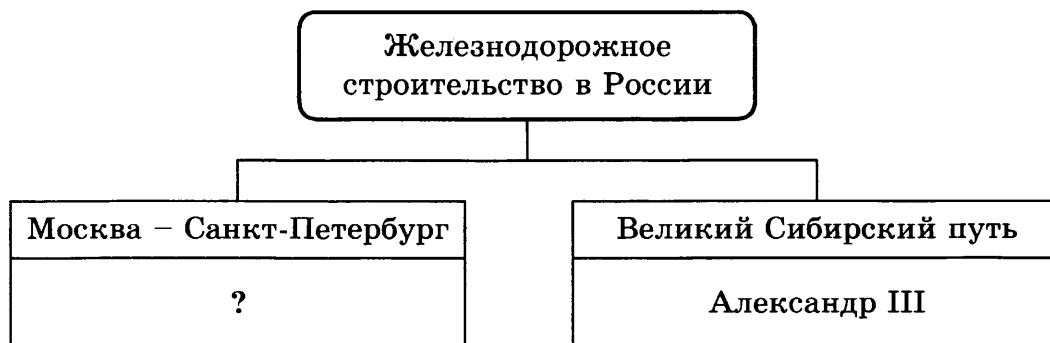 Железнодорожное
строительство в России
Москва – Санкт-Петербург
Великий Сибирский путь
?
Александр III